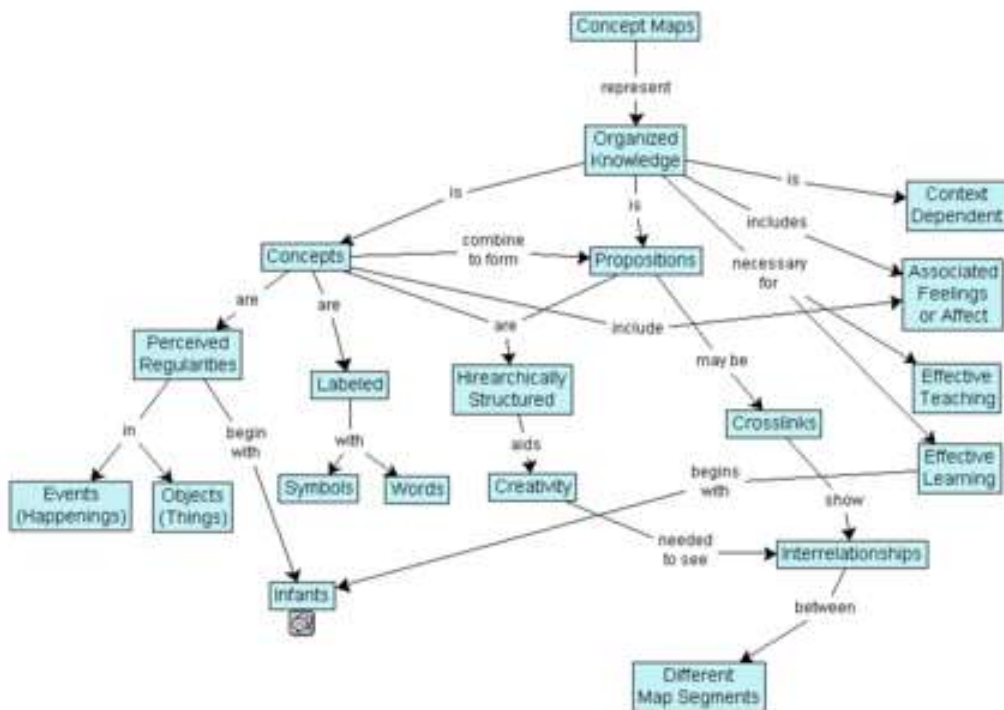 Concept Maps
represent
Organized
Knowledge
is
is
is
Context
Dependent
includes
combine
to form
necessary
for
Concepts
Propositions
Associated
Feelings
or Affect
are
are
are
include
Perceived
Regularities
may be
Labeled
Hirearchically
Structured
Effective
Teaching
Crosslinks
in
begin
with
with
aids
begins
with
Effective
Learning
Symbols
Words
Creativity
Events
(Happenings)
Objects
(Things)
show
needed
to see
Interrelationships
Infants
between
Different
Map Segments